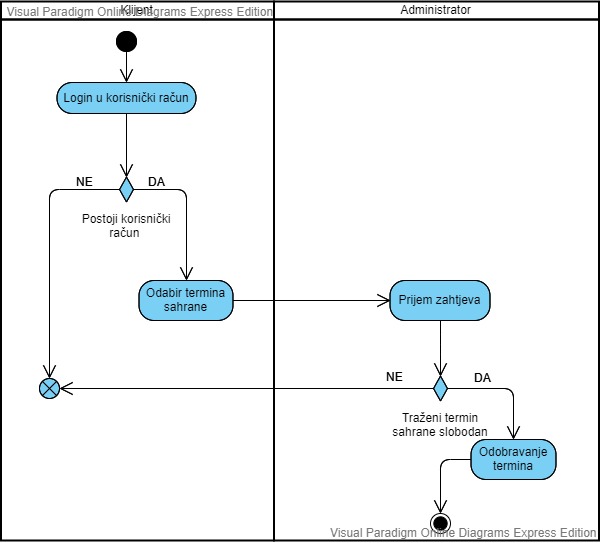 Visual Paradigm Online Diagrams Express Edition
Klijent
Administrator
Login u korisnički račun
NE
DA
Postoji korisnički
račun
Odabir termina
sahrane
Prijem zahtjeva
NE
DA
Traženi termin
sahrane slobodan
Odobravanje
termina
Visual Paradigm Online Diagrams Express Edition